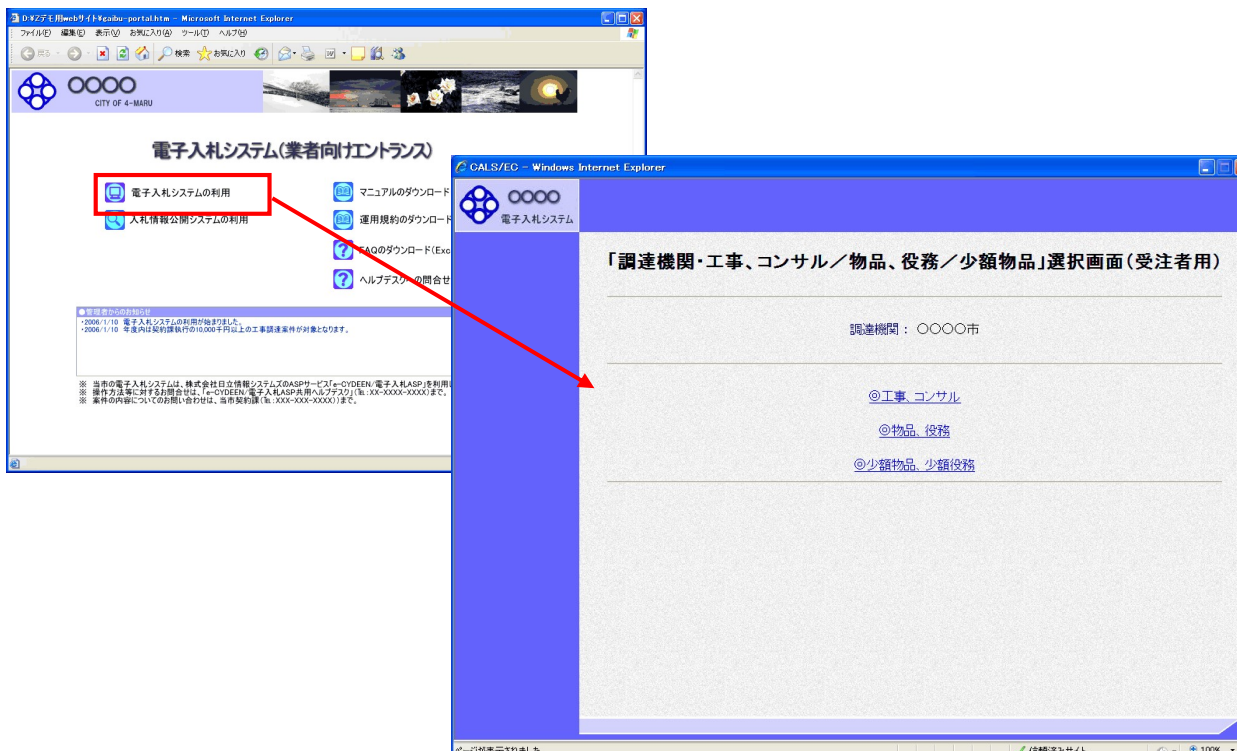 D:¥Zデモ用webサイト¥gaibu-portal.htm - Microsoft Internet Explorer
ファイル(F) 編集(E) 表示(V) お気に入り(A) ツール(T) ヘルプ(H)
戻る 検索 お気に入り
OOOO
CITY OF 4-MARU
電子入札システム(業者向けエントランス)
電子入札システムの利用
マニュアルのダウンロード
入札情報公開システムの利用
運用規約のダウンロード
FAQのダウンロード(Exc
ヘルプデスクへの問合せ
●管理者からのお知らせ
・2006/1/10 電子入札システムの利用が始まりました。
・2006/1/10 年度内は契約課執行の10,000千円以上の工事調達案件が対象となります。
※ 当市の電子入札システムは、株式会社日立情報システムズのASPサービス「e-CYDEEN/電子入札ASP」を利用し
※ 操作方法等に対するお問合せは、「e-CYDEEN/電子入札ASP共用ヘルプデスク」(℡:XX-XXXX-XXXX)まで。
※ 案件の内容についてのお問い合わせは、当市契約課(℡:XXX-XXX-XXXX))まで。
CALS/EC - Windows Internet Explorer
OOOO
電子入札システム
「調達機関・工事、コンサル／物品、役務／少額物品」選択画面(受注者用)
調達機関： ○○○○市
◎工事、コンサル
◎物品、役務
◎少額物品、少額役務
ページが表示されました
信頼済みサイト
100%